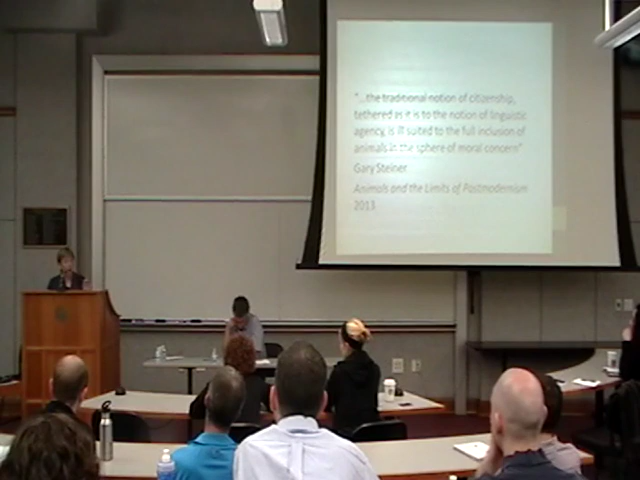 "...the traditional notion of citizenship,
tethered as it is to the notion of linguistic
agency, is ill suited to the full inclusion of
animals in the sphere of moral concern"
Gary Steiner
Animals and the Limits of Postmodernism
2013